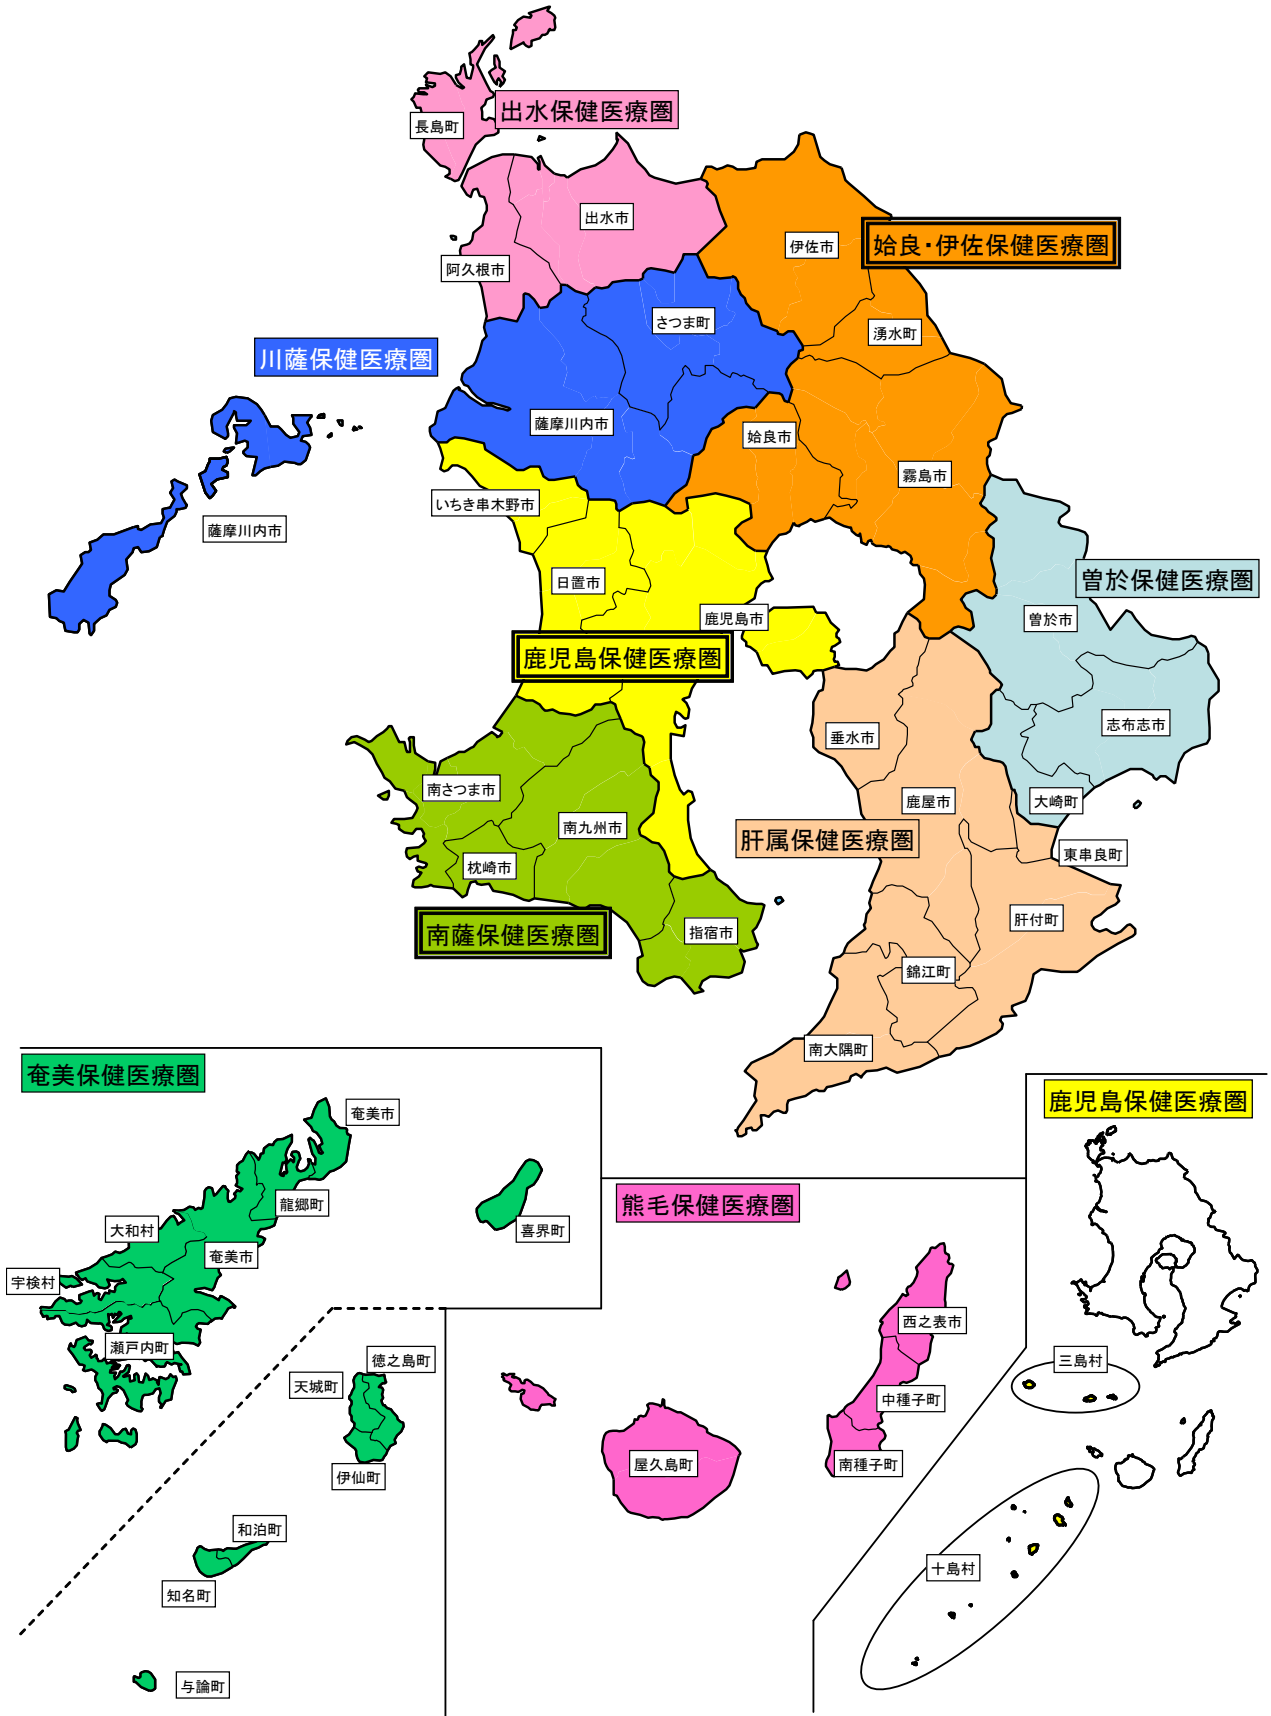 出水保健医療圏
長島町
出水市
伊佐市
姶良・伊佐保健医療圏
阿久根市
さつま町
湧水町
川薩保健医療圏
薩摩川内市
姶良市
霧島市
いちき串木野市
薩摩川内市
日置市
曽於保健医療圏
鹿児島市
曽於市
鹿児島保健医療圏
志布志市
垂水市
南さつま市
鹿屋市
大崎町
南九州市
肝属保健医療圏
東串良町
枕崎市
肝付町
南薩保健医療圏
指宿市
錦江町
南大隅町
奄美保健医療圏
鹿児島保健医療圏
奄美市
龍郷町
熊毛保健医療圏
大和村
喜界町
奄美市
宇検村
西之表市
瀬戸内町
徳之島町
三島村
天城町
中種子町
屋久島町
南種子町
伊仙町
和泊町
十島村
知名町
与論町